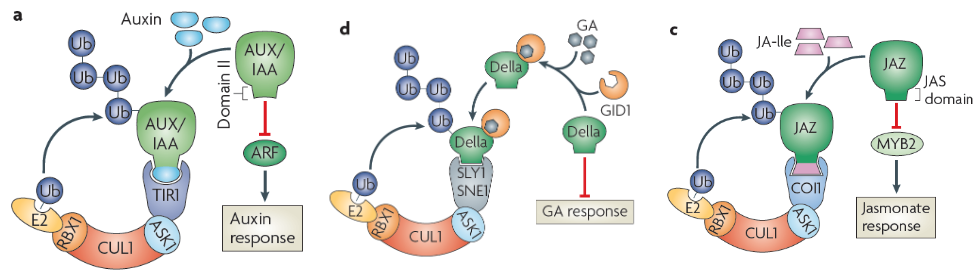 a
Auxin
AUX/
IAA
Domain II
Ub
Ub
Ub
Ub
AUX/
IAA
ARF
TIR1
Ub
E2
RBX1
CUL1
ASK1
Auxin
response
d
GA
Della
GID1
Ub
Ub
Ub
Ub
Della
Della
SLY1
SNE1
Ub
E2
RBX1
CUL1
ASK1
GA response
c
JA-Ile
JAZ
JAS
domain
Ub
Ub
Ub
Ub
JAZ
MYB2
COI1
Ub
E2
RBX1
CUL1
ASK1
Jasmonate
response